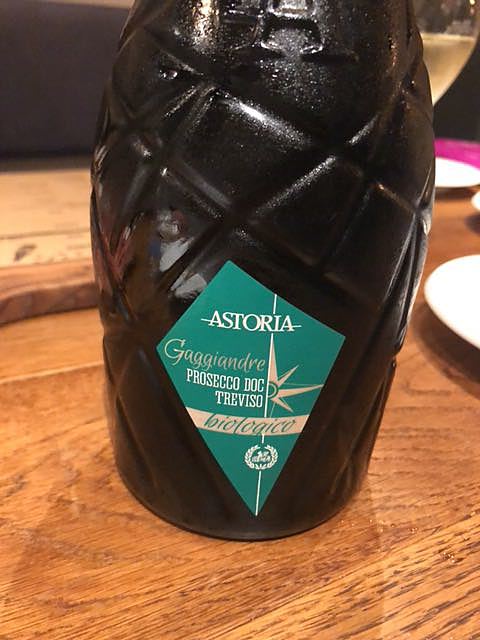 ASTORIA
Gaggiandre
PROSECCO DOC
TREVISO
biologico